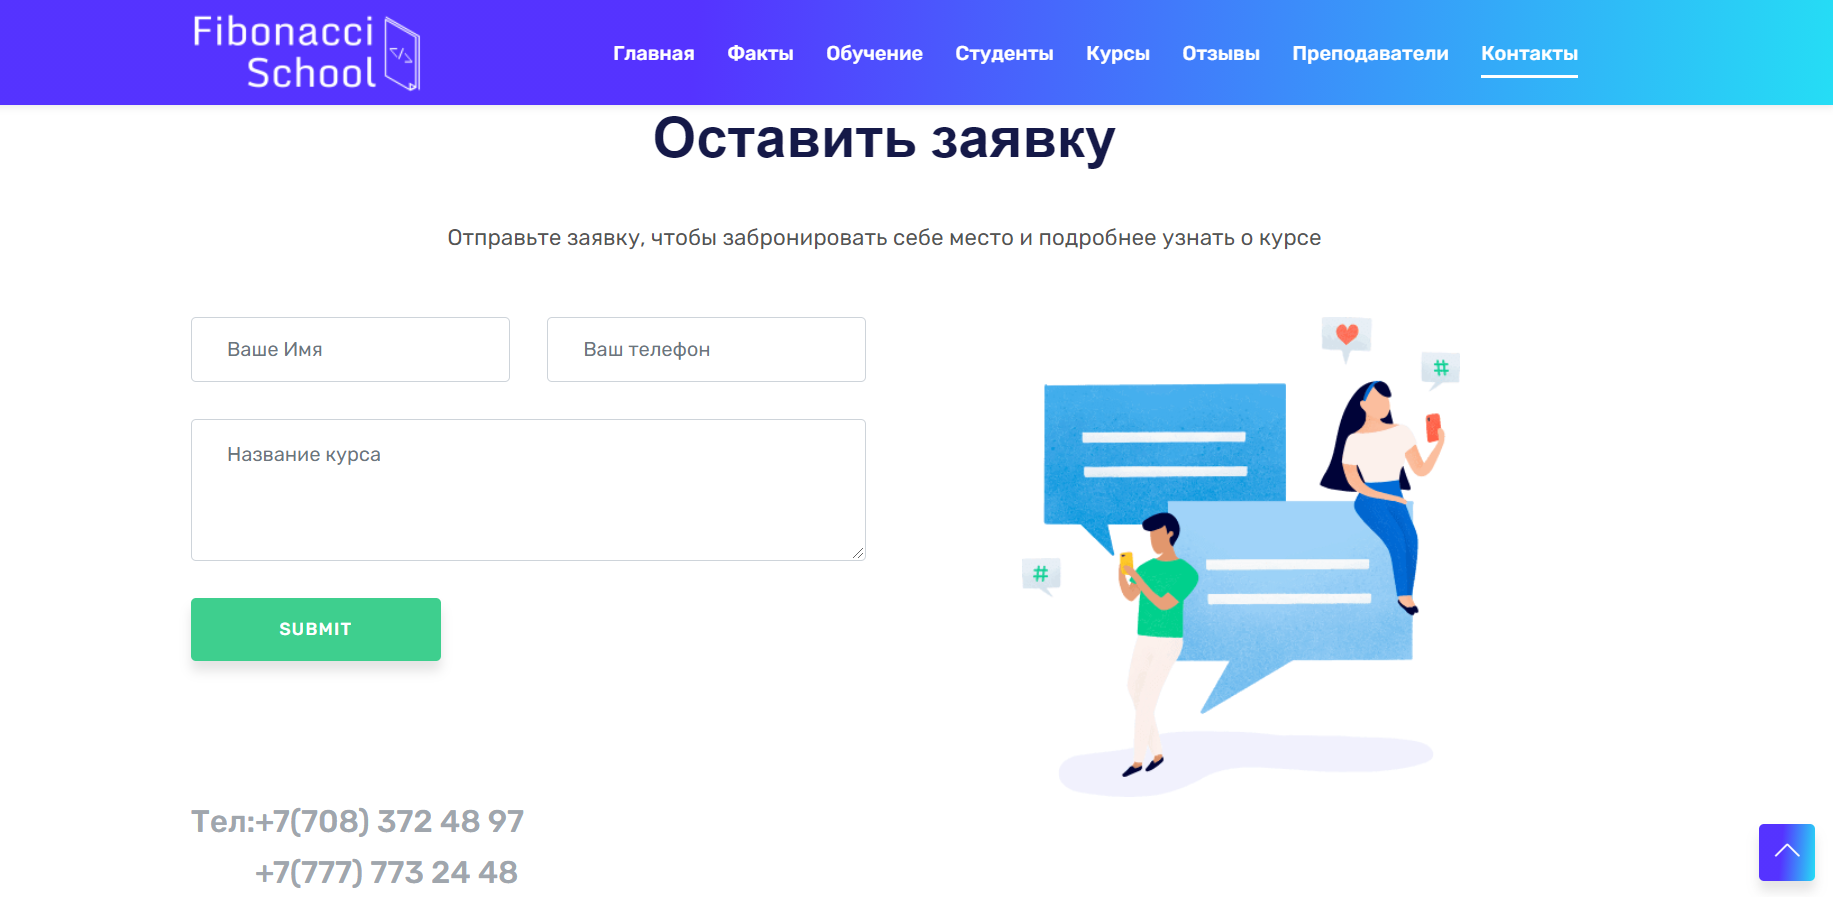 Fibonacci
School
</>
Главная Факты Обучение Студенты Курсы Отзывы Преподаватели Контакты
Оставить заявку
Отправьте заявку, чтобы забронировать себе место и подробнее узнать о курсе
Ваше Имя Ваш телефон
Название курса
SUBMIT
#
#
Тел:+7(708) 372 48 97
+7(777) 773 24 48